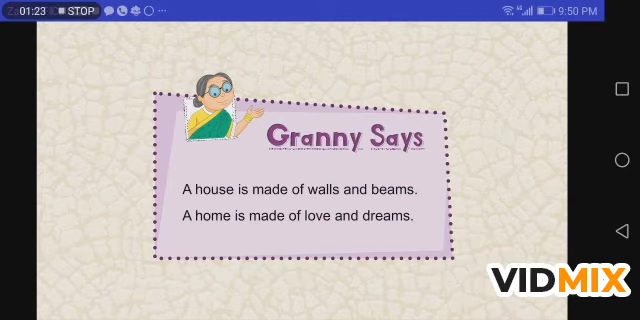 01:23 STOP
9:50 PM
Granny Says
A house is made of walls and beams.
A home is made of love and dreams.
VIDMIX